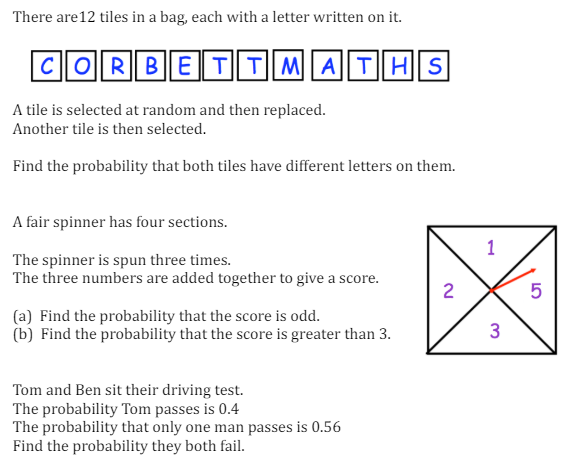 There are12 tiles in a bag, each with a letter written on it.
C O R B E T T M A T H S
A tile is selected at random and then replaced.
Another tile is then selected.
Find the probability that both tiles have different letters on them.
A fair spinner has four sections.
The spinner is spun three times.
The three numbers are added together to give a score.
(a) Find the probability that the score is odd.
(b) Find the probability that the score is greater than 3.
1
2 5
3
Tom and Ben sit their driving test.
The probability Tom passes is 0.4
The probability that only one man passes is 0.56
Find the probability they both fail.